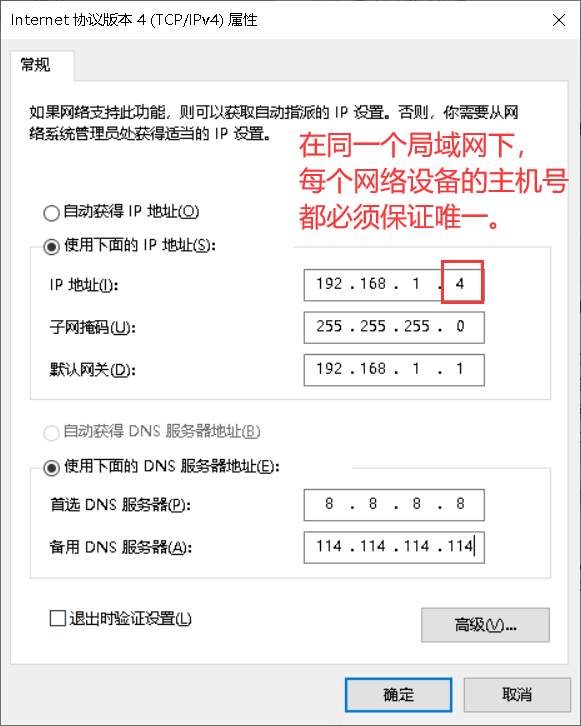 Internet 协议版本 4 (TCP/IPv4) 属性
常规
如果网络支持此功能，则可以获取自动指派的 IP 设置。否则，你需要从网
络系统管理员处获得适当的 IP 设置。
在同一个局域网下，
每个网络设备的主机号
都必须保证唯一。
自动获得 IP 地址(O)
使用下面的 IP 地址(S):
IP 地址(I): 192 . 168 . 1 . 4
子网掩码(U): 255 . 255 . 255 . 0
默认网关(D): 192 . 168 . 1 . 1
自动获得 DNS 服务器地址(B)
使用下面的 DNS 服务器地址(E):
首选 DNS 服务器(P): 8 . 8 . 8 . 8
备用 DNS 服务器(A): 114 . 114 . 114 . 114
退出时验证设置(L)
高级(V)...
确定 取消